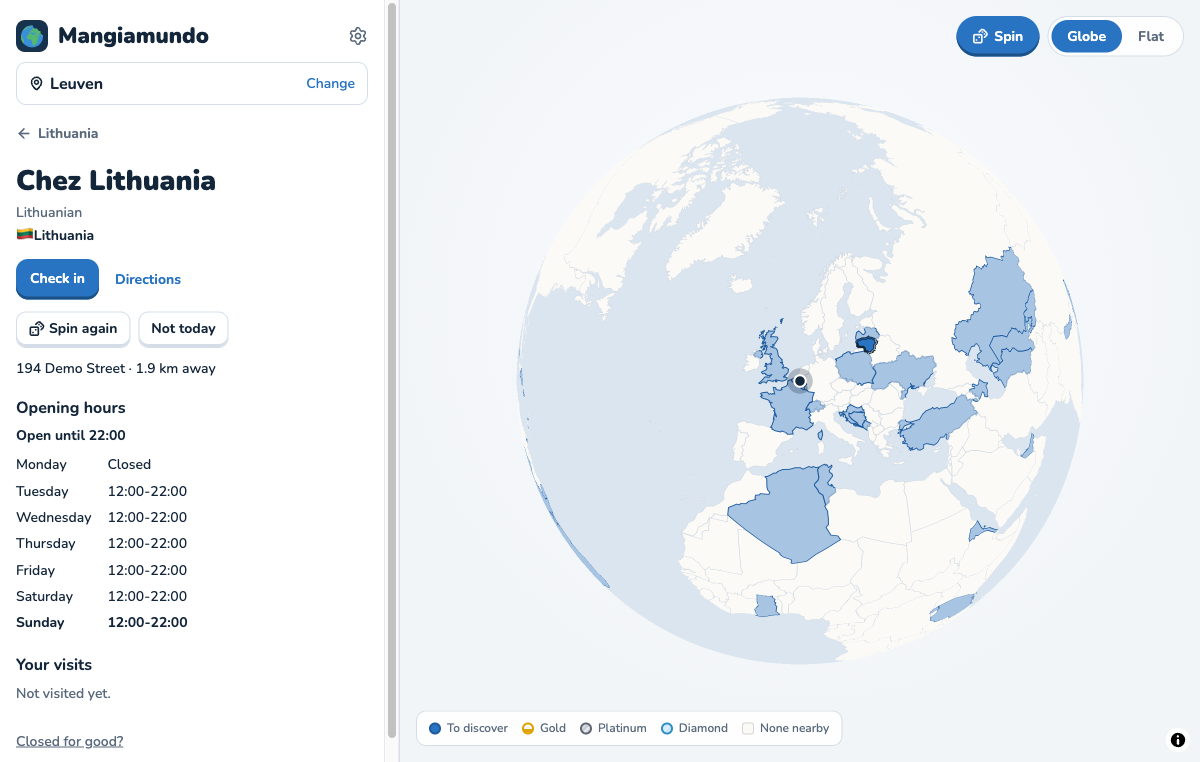 Mangiamundo
Leuven
Change
Lithuania
Chez Lithuania
Lithuanian
Lithuania
Check in
Directions
Spin again
Not today
194 Demo Street · 1.9 km away
Opening hours
Open until 22:00
Monday Closed
Tuesday 12:00-22:00
Wednesday 12:00-22:00
Thursday 12:00-22:00
Friday 12:00-22:00
Saturday 12:00-22:00
Sunday 12:00-22:00
Your visits
Not visited yet.
Closed for good?
Spin
Globe
Flat
To discover
Gold
Platinum
Diamond
None nearby